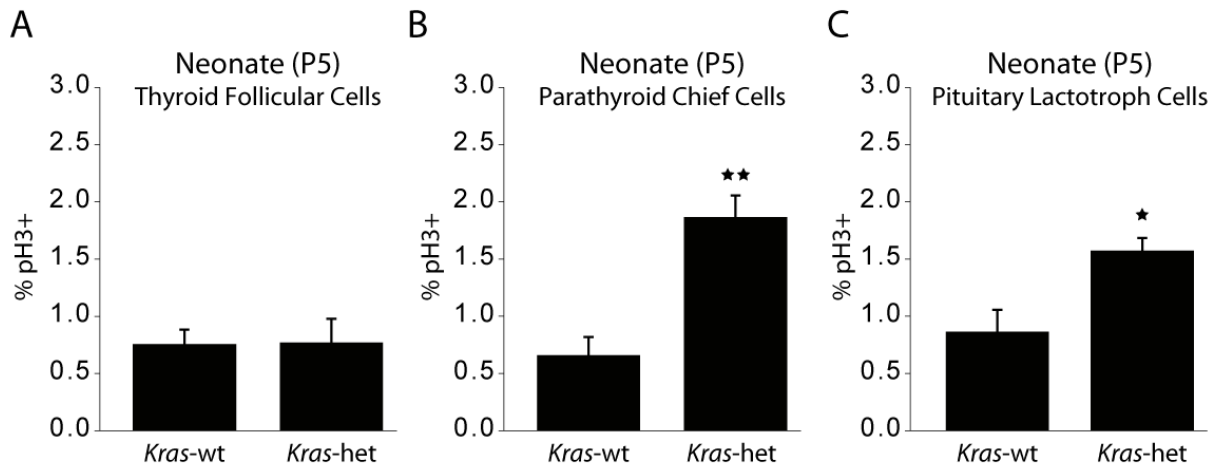 A
Neonate (P5)
Thyroid Follicular Cells
3.0
2.5
2.0
1.5
1.0
0.5
0.0
% pH3+
Kras-wt
Kras-het
B
Neonate (P5)
Parathyroid Chief Cells
3.0
2.5
2.0
1.5
1.0
0.5
0.0
% pH3+
★★
Kras-wt
Kras-het
C
Neonate (P5)
Pituitary Lactotroph Cells
3.0
2.5
2.0
1.5
1.0
0.5
0.0
% pH3+
★
Kras-wt
Kras-het